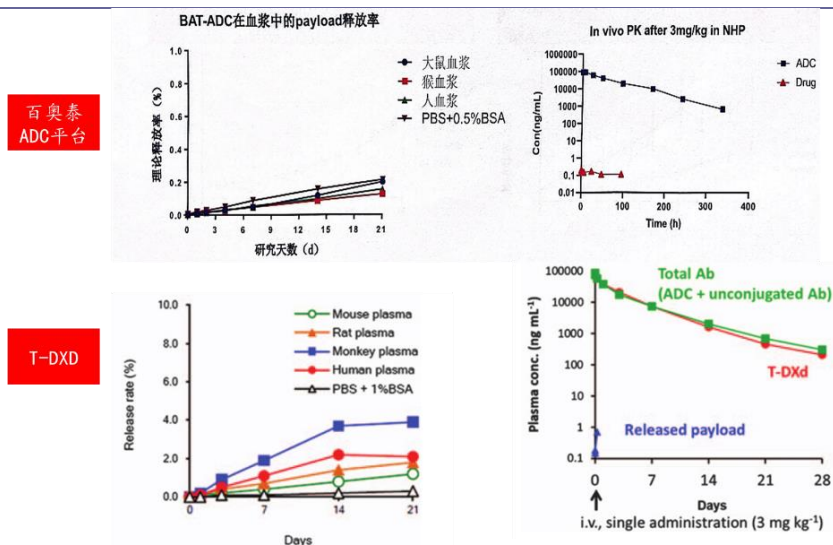 百奥泰
ADC平台
BAT-ADC在血浆中的payload释放率
理论释放率（%）
1.0
0.8
0.6
0.4
0.2
0.0
0
3
6
9
12
15
18
21
研究天数（d）
大鼠血浆
猴血浆
人血浆
PBS+0.5%BSA
In vivo PK after 3mg/kg in NHP
Con(ng/mL)
100000
10000
1000
100
10
1
0.1
0.01
0
100
200
300
400
Time (h)
ADC
Drug
T-DXD
Release rate (%)
10.0
8.0
6.0
4.0
2.0
0.0
0
7
14
21
Days
Mouse plasma
Rat plasma
Monkey plasma
Human plasma
PBS + 1%BSA
Plasma conc. (ng mL⁻¹)
100000
10000
1000
100
10
1
0.1
Total Ab
(ADC + unconjugated Ab)
T-DXd
Released payload
0
7
14
21
28
Days
i.v., single administration (3 mg kg⁻¹)